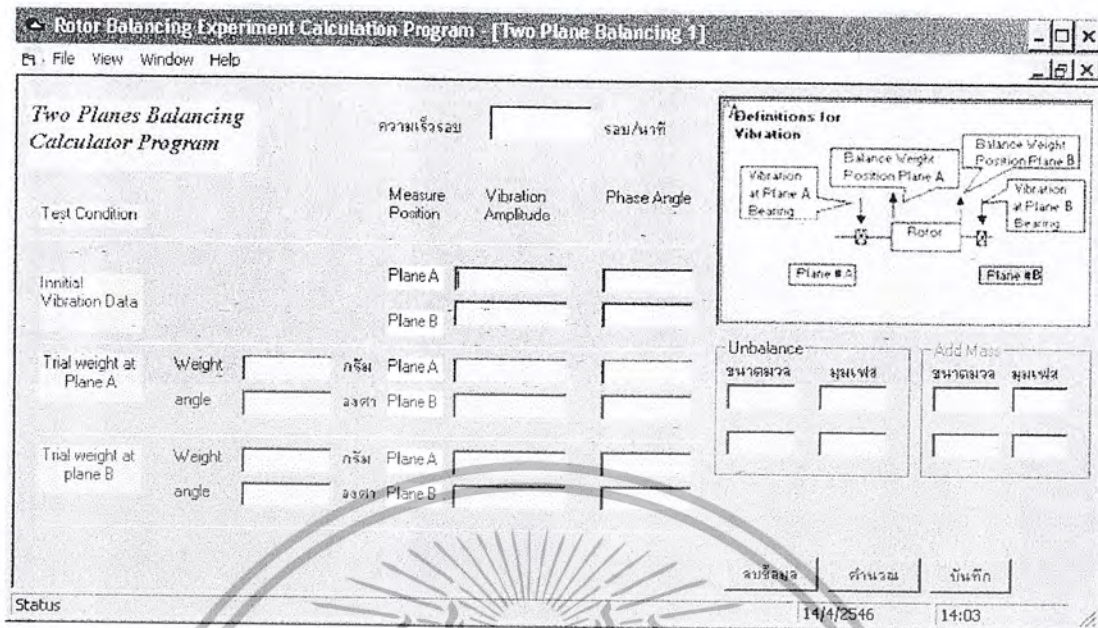 Rotor Balancing Experiment Calculation Program - [Two Plane Balancing 1]
File View Window Help
Two Planes Balancing
Calculator Program
ความเร็วรอบ รอบ/นาที
Test Condition
Measure
Position
Vibration
Amplitude
Phase Angle
Innitial
Vibration Data
Plane A
Plane B
Trial weight at
Plane A
Weight กรัม Plane A
angle องศา Plane B
Trial weight at
plane B
Weight กรัม Plane A
angle องศา Plane B
Definitions for
Vibration
Vibration
at Plane A
Bearing
Balance Weight
Position Plane A
Balance Weight
Position Plane B
Vibration
at Plane B
Bearing
Rotor
Plane #A
Plane #B
Unbalance
ขนาดมวล มุมเฟส
Add Mass
ขนาดมวล มุมเฟส
ลบข้อมูล คำนวณ บันทึก
Status 14/4/2546 14:03